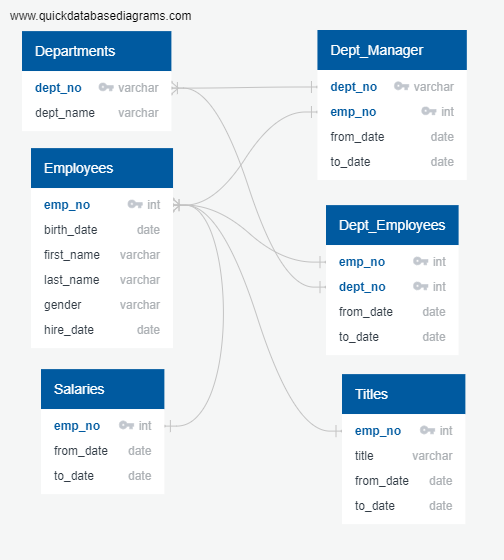 www.quickdatabasediagrams.com
Departments
dept_no varchar
dept_name varchar
Employees
emp_no int
birth_date date
first_name varchar
last_name varchar
gender varchar
hire_date date
Salaries
emp_no int
from_date date
to_date date
Dept_Manager
dept_no varchar
emp_no int
from_date date
to_date date
Dept_Employees
emp_no int
dept_no int
from_date date
to_date date
Titles
emp_no int
title varchar
from_date date
to_date date